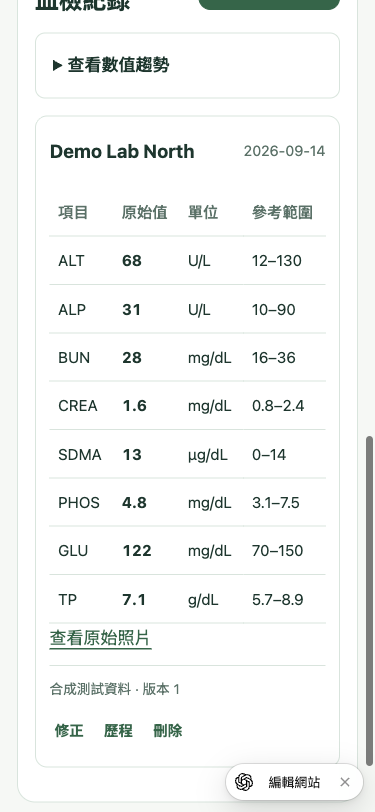 血檢紀錄
▶ 查看數值趨勢
Demo Lab North 2026-09-14
項目 原始值 單位 參考範圍
ALT 68 U/L 12–130
ALP 31 U/L 10–90
BUN 28 mg/dL 16–36
CREA 1.6 mg/dL 0.8–2.4
SDMA 13 µg/dL 0–14
PHOS 4.8 mg/dL 3.1–7.5
GLU 122 mg/dL 70–150
TP 7.1 g/dL 5.7–8.9
查看原始照片
合成測試資料 · 版本 1
修正 歷程 刪除
編輯網站 ×